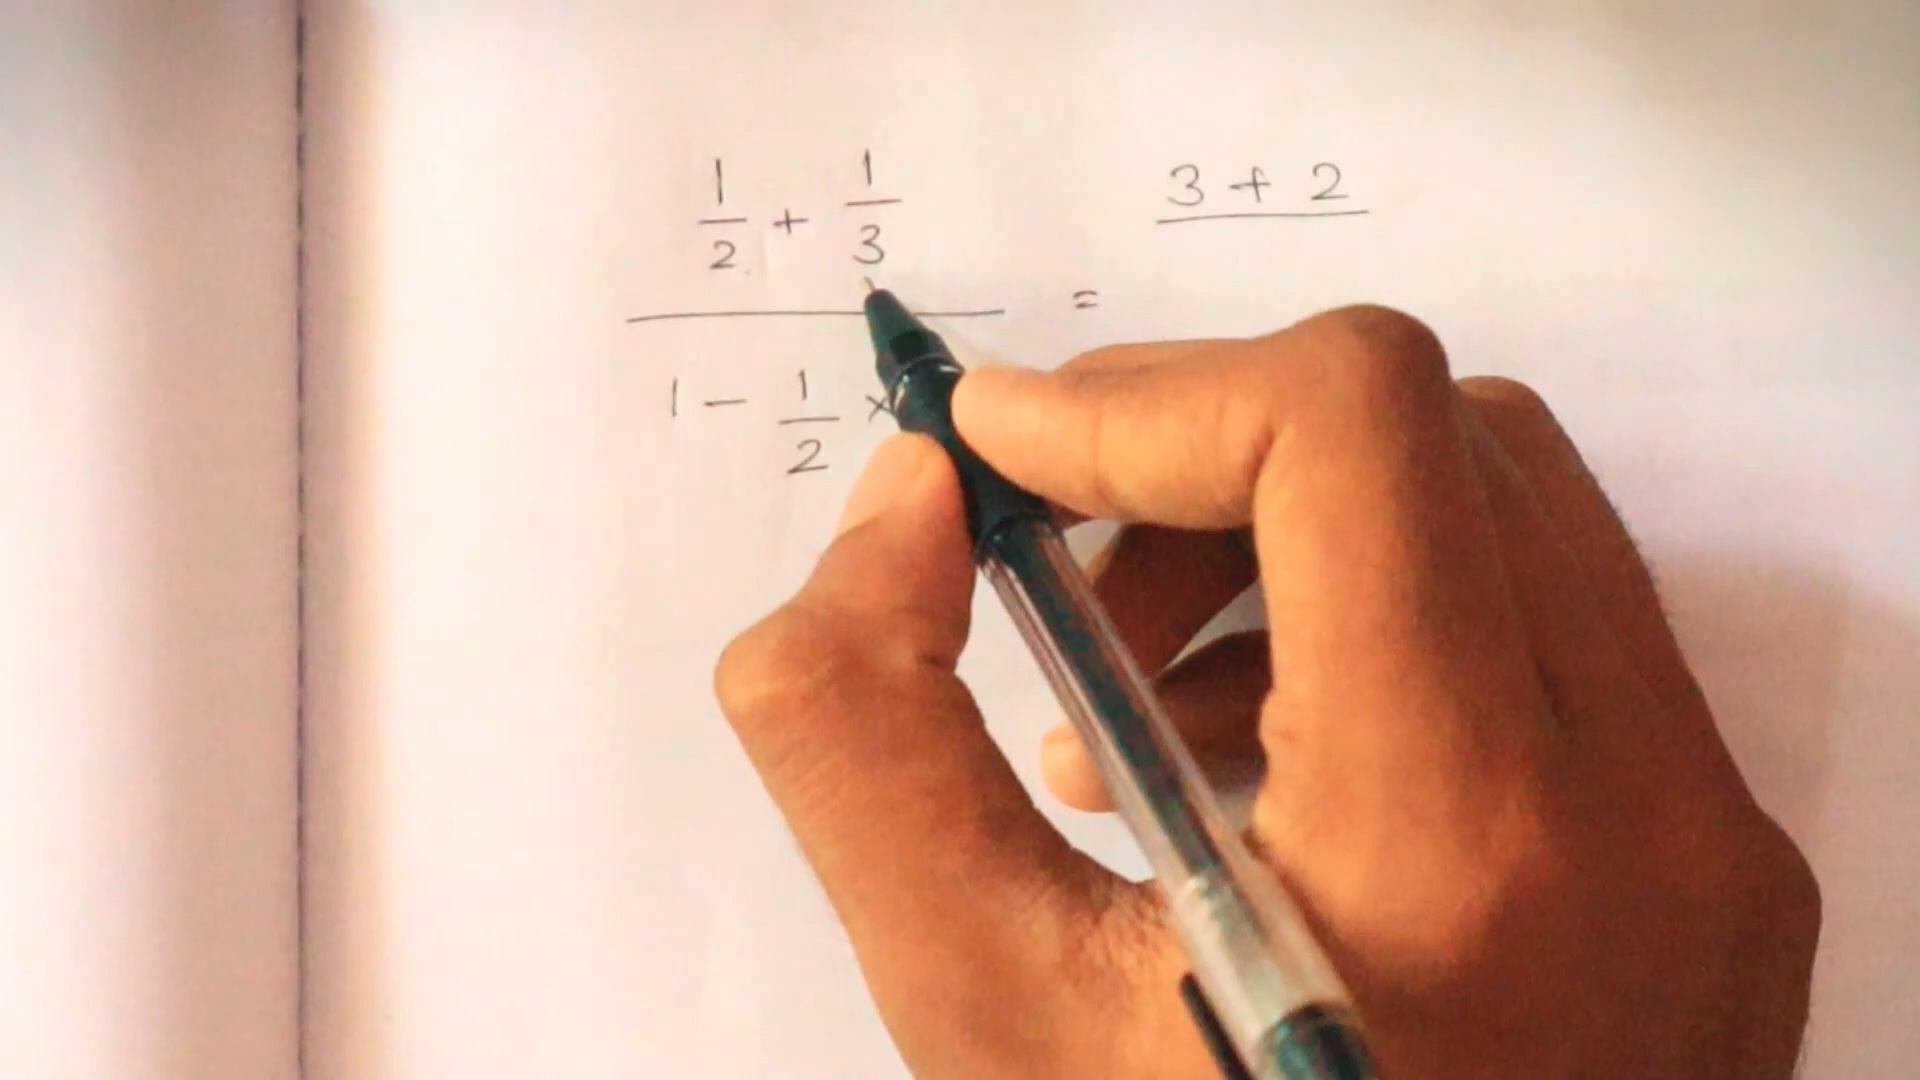 1/2 + 1/3
1 - 1/2 ×
=
3 + 2